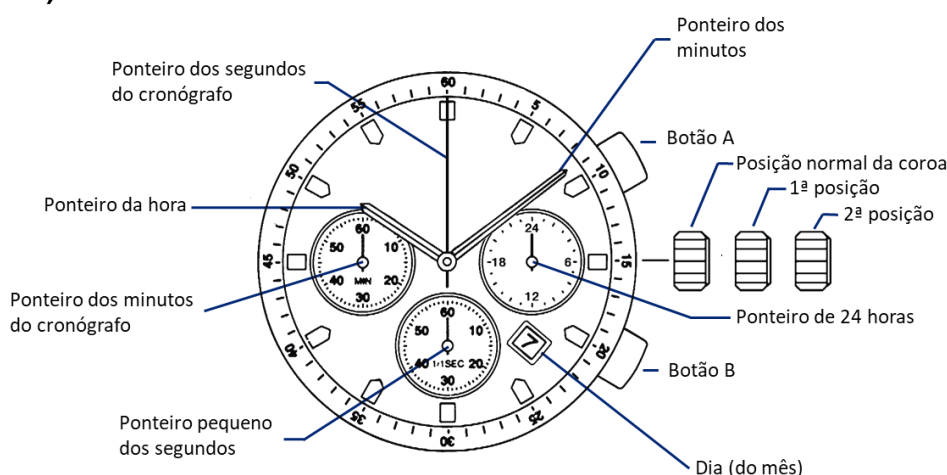 Ponteiro dos
minutos
Ponteiro dos segundos
do cronógrafo
Botão A
Posição normal da coroa
1ª posição
2ª posição
Ponteiro da hora
Ponteiro dos minutos
do cronógrafo
Ponteiro de 24 horas
Botão B
Ponteiro pequeno
dos segundos
Dia (do mês)
60
5
10
15
20
25
30
35
40
45
50
55
60
10
20
30
40
50
MIN
24
6
12
18
60
10
20
30
40
50
1/1SEC
7